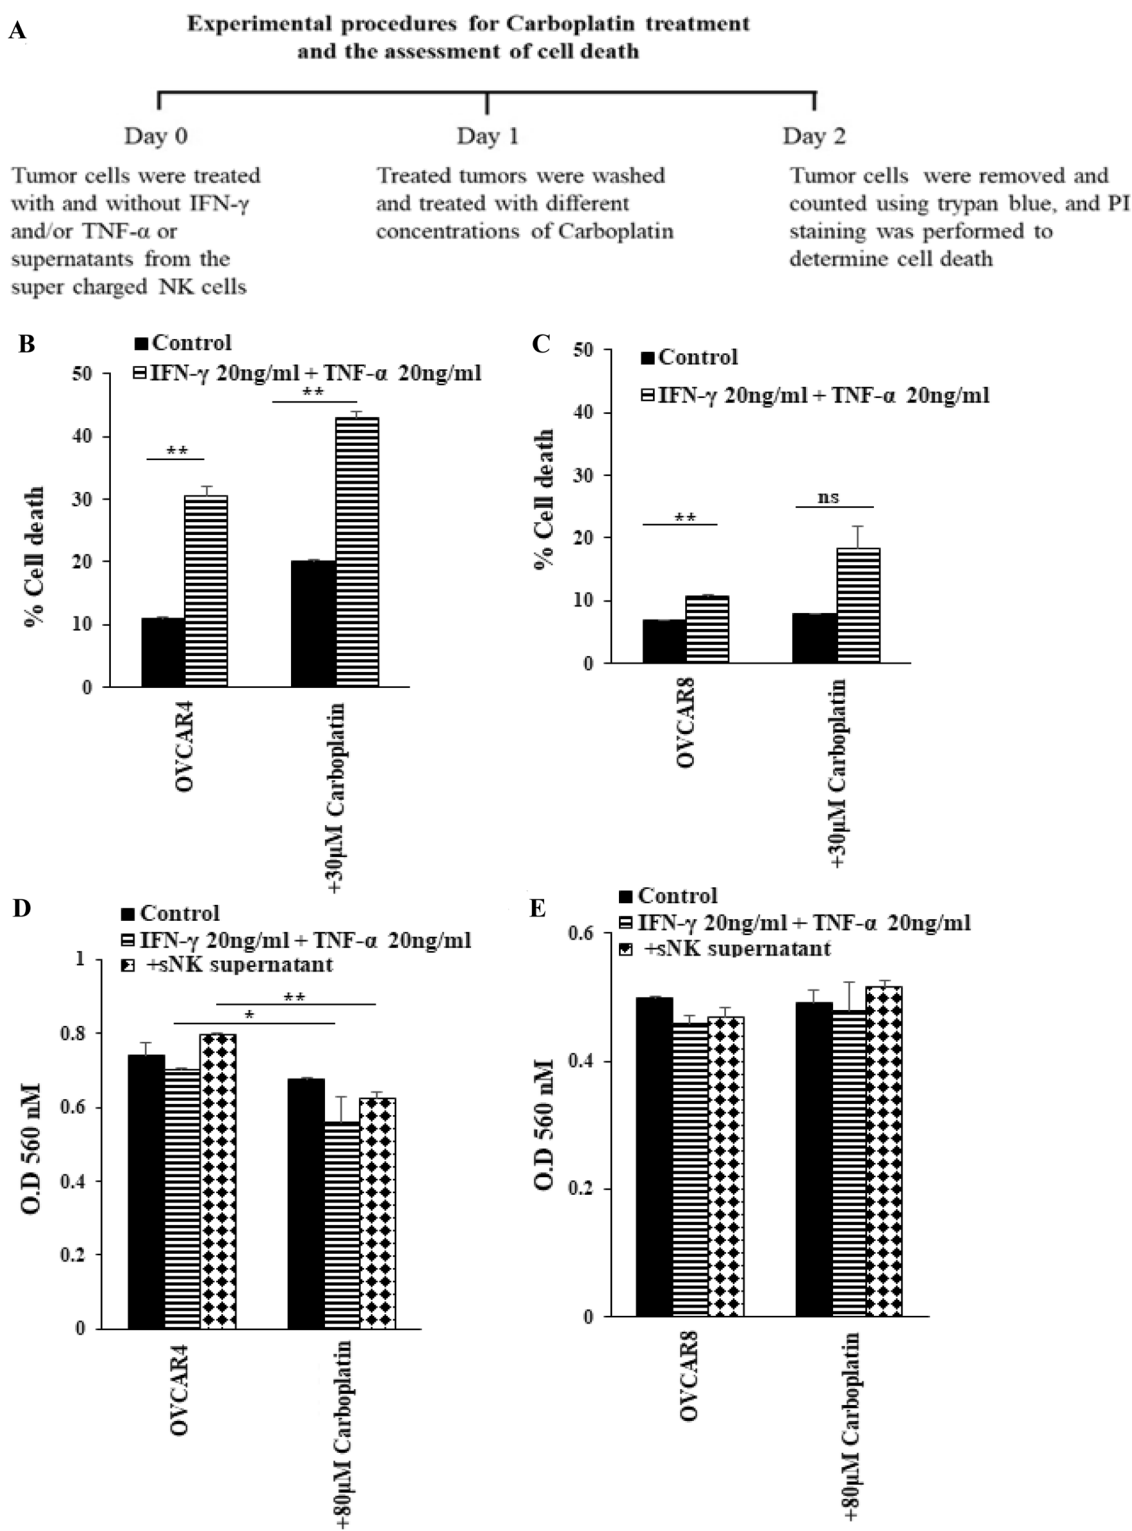 A
Experimental procedures for Carboplatin treatment
and the assessment of cell death
Day 0
Day 1
Day 2
Tumor cells were treated
with and without IFN-γ
and/or TNF-α or
supernatants from the
super charged NK cells
Treated tumors were washed
and treated with different
concentrations of Carboplatin
Tumor cells were removed and
counted using trypan blue, and PI
staining was performed to
determine cell death
B
Control
IFN-γ 20ng/ml + TNF-α 20ng/ml
**
**
% Cell death
50
40
30
20
10
0
OVCAR4
+30µM Carboplatin
C
Control
IFN-γ 20ng/ml + TNF-α 20ng/ml
**
ns
% Cell death
50
40
30
20
10
0
OVCAR8
+30µM Carboplatin
D
Control
IFN-γ 20ng/ml + TNF-α 20ng/ml
+sNK supernatant
**
*
O.D 560 nM
1
0.8
0.6
0.4
0.2
0
OVCAR4
+80µM Carboplatin
E
Control
IFN-γ 20ng/ml + TNF-α 20ng/ml
+sNK supernatant
O.D 560 nM
0.6
0.4
0.2
0
OVCAR8
+80µM Carboplatin